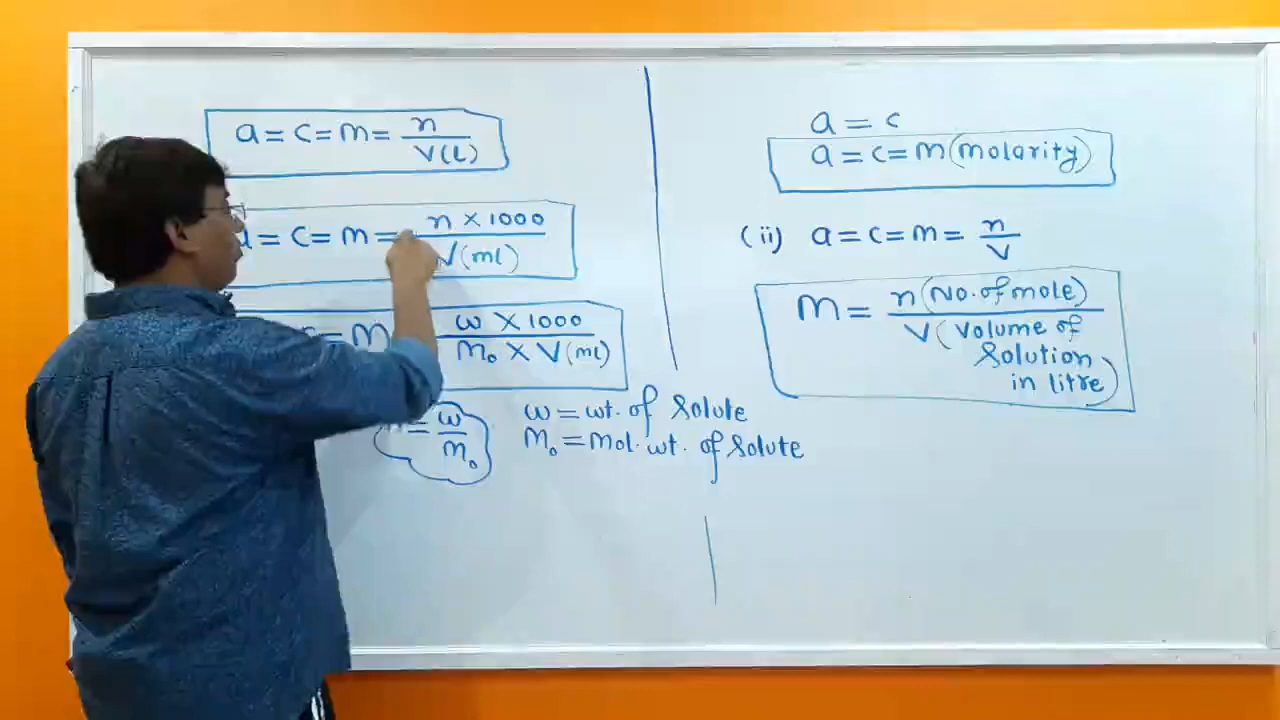 a = c = m = n / V(l)
= c = m = n × 1000 / V(ml)
= m w × 1000 / M₀ × V(ml)
= w / m₀
w = wt. of Solute
M₀ = Mol. wt. of Solute
a = c
a = c = m (molarity)
(ii) a = c = m = n / V
M = n (No. of mole) / V (Volume of
Solution
in litre)